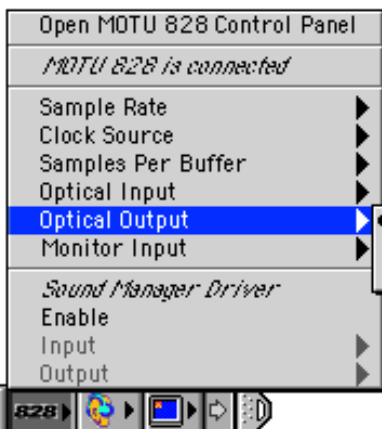 Open MOTU 828 Control Panel
MOTU 828 is connected
Sample Rate
Clock Source
Samples Per Buffer
Optical Input
Optical Output
Monitor Input
Sound Manager Driver
Enable
Input
Output
828